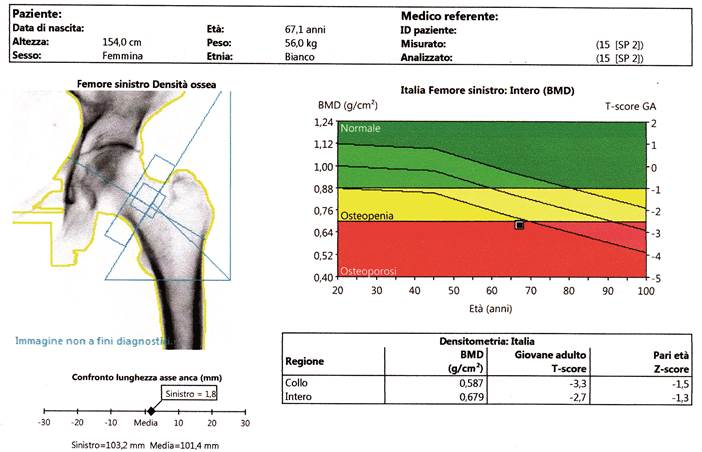 Paziente: Medico referente:
Data di nascita: Età: 67,1 anni ID paziente:
Altezza: 154,0 cm Peso: 56,0 kg Misurato: (15 [SP 2])
Sesso: Femmina Etnia: Bianco Analizzato: (15 [SP 2])
Femore sinistro Densità ossea
Immagine non a fini diagnostici.
Confronto lunghezza asse anca (mm)
Sinistro = 1,8
-30 -20 -10 Media 10 20 30
Sinistro=103,2 mm Media=101,4 mm
Italia Femore sinistro: Intero (BMD)
BMD (g/cm²) T-score GA
1,24 2
Normale
1,12 1
1,00 0
0,88 -1
0,76 -2
Osteopenia
0,64 -3
0,52 -4
Osteoporosi
0,40 -5
20 30 40 50 60 70 80 90 100
Età (anni)
Densitometria: Italia
Regione BMD (g/cm²) Giovane adulto T-score Pari età Z-score
Collo 0,587 -3,3 -1,5
Intero 0,679 -2,7 -1,3